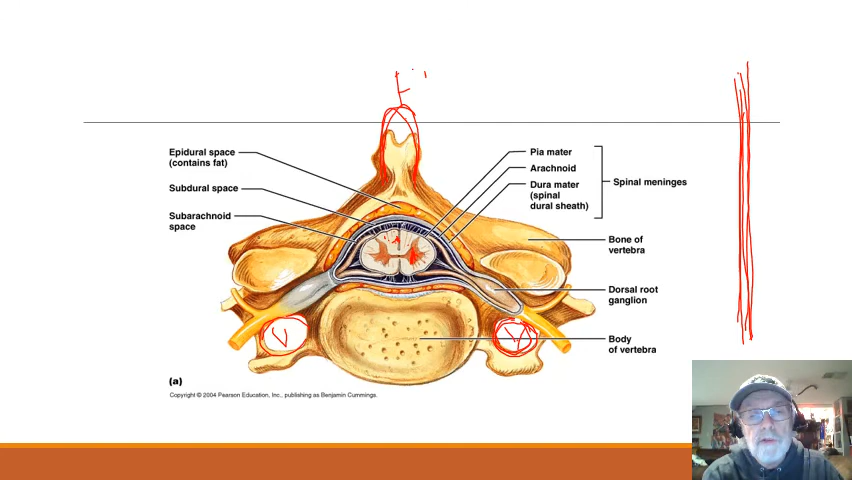 Epidural space
(contains fat)
Subdural space
Subarachnoid
space
Pia mater
Arachnoid
Dura mater
(spinal
dural sheath)
Spinal meninges
Bone of
vertebra
Dorsal root
ganglion
Body
of vertebra
V
(a)
Copyright © 2004 Pearson Education, Inc., publishing as Benjamin Cummings.